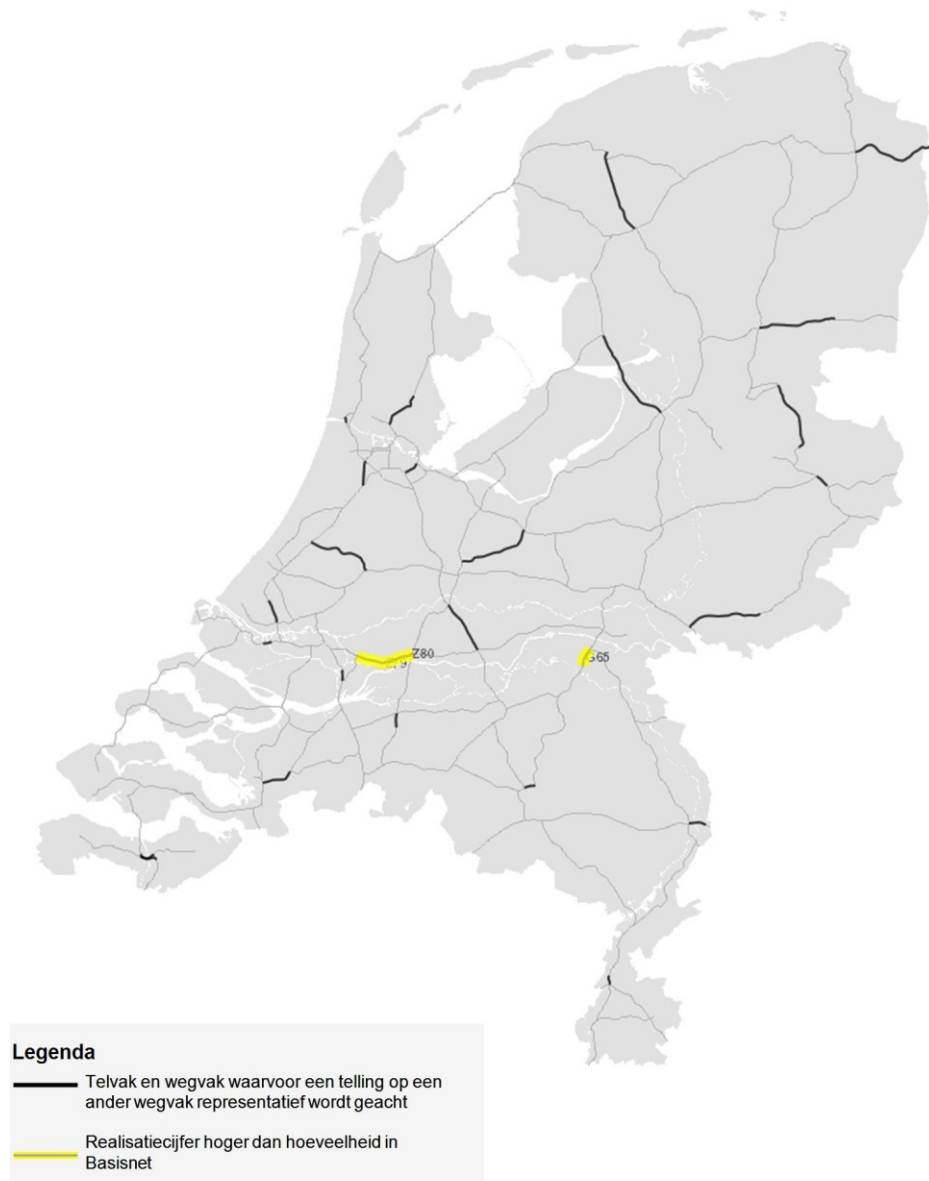 Z80
G65
Legenda
Telvak en wegvak waarvoor een telling op een
ander wegvak representatief wordt geacht
Realisatiecijfer hoger dan hoeveelheid in
Basisnet